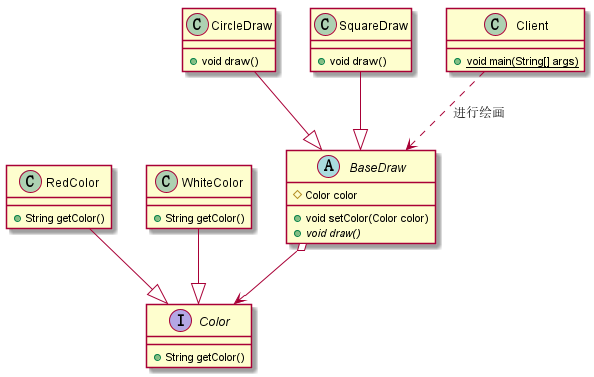 C CircleDraw
void draw()
C SquareDraw
void draw()
C Client
void main(String[] args)
进行绘画
C RedColor
String getColor()
C WhiteColor
String getColor()
A BaseDraw
Color color
void setColor(Color color)
void draw()
I Color
String getColor()